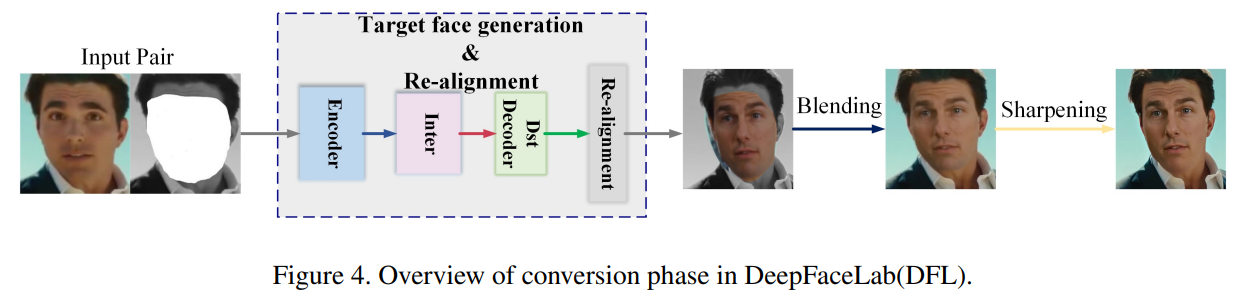 Target face generation
&
Re-alignment
Input Pair
Encoder
Inter
Dst
Decoder
Re-alignment
Blending
Sharpening
Figure 4. Overview of conversion phase in DeepFaceLab(DFL).